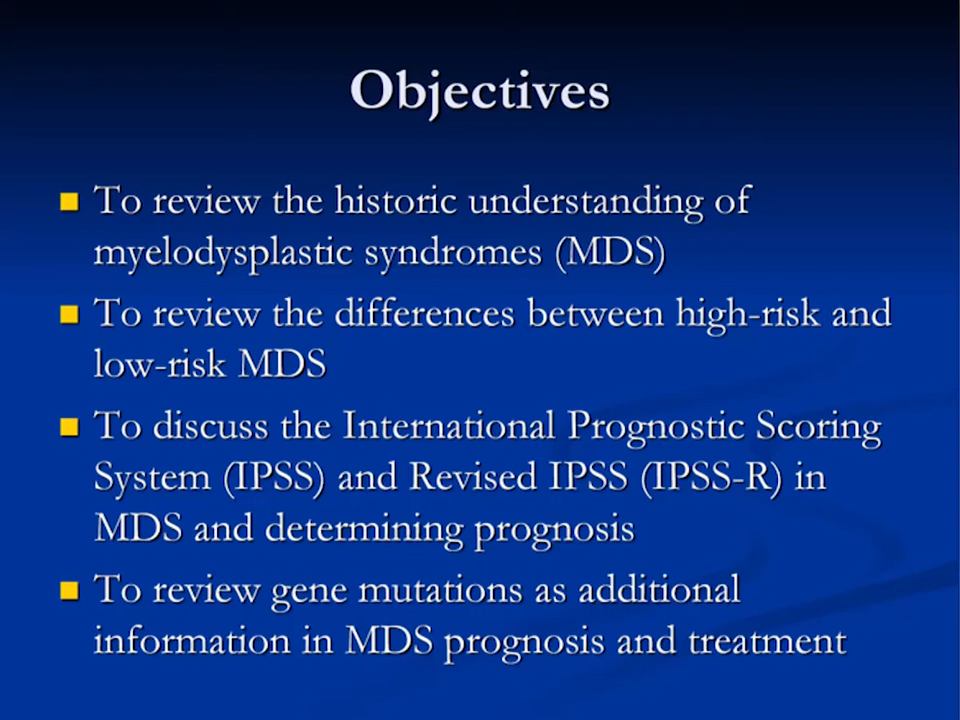 Objectives
To review the historic understanding of
myelodysplastic syndromes (MDS)
To review the differences between high-risk and
low-risk MDS
To discuss the International Prognostic Scoring
System (IPSS) and Revised IPSS (IPSS-R) in
MDS and determining prognosis
To review gene mutations as additional
information in MDS prognosis and treatment